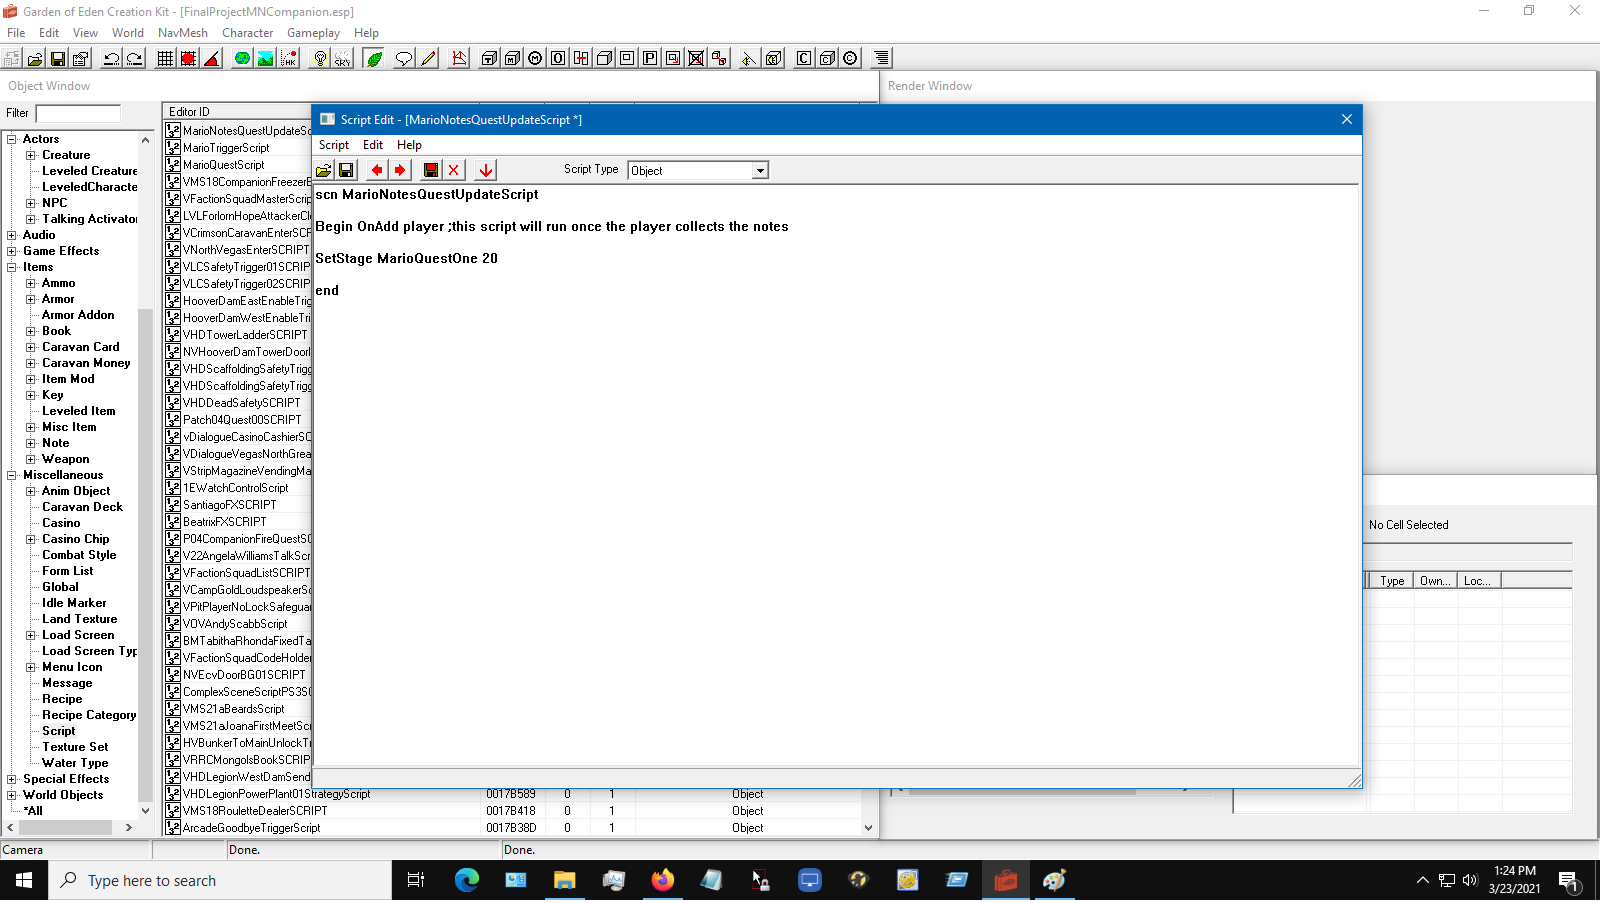 Garden of Eden Creation Kit - [FinalProjectMNCompanion.esp]
File Edit View World NavMesh Character Gameplay Help
Object Window
Render Window
Filter
Editor ID
Actors
Creature
Leveled Creature
LeveledCharacte
NPC
Talking Activator
Audio
Game Effects
Items
Ammo
Armor
Armor Addon
Book
Caravan Card
Caravan Money
Item Mod
Key
Leveled Item
Misc Item
Note
Weapon
Miscellaneous
Anim Object
Caravan Deck
Casino
Casino Chip
Combat Style
Form List
Global
Idle Marker
Land Texture
Load Screen
Load Screen Typ
Menu Icon
Message
Recipe
Recipe Category
Script
Texture Set
Water Type
Special Effects
World Objects
*All
MarioNotesQuestUpdateSc
MarioTriggerScript
MarioQuestScript
VMS18CompanionFreezerE
VFactionSquadMasterScrip
LVLForlornHopeAttackerCl
VCrimsonCaravanEnterSC
VNorthVegasEnterSCRIPT
VLCSafetyTrigger01SCRIP
VLCSafetyTrigger02SCRIP
HooverDamEastEnableTrig
HooverDamWestEnableTri
VHDTowerLadderSCRIPT
NVHooverDamTowerDoorI
VHDScaffoldingSafetyTrigg
VHDScaffoldingSafetyTrigg
VHDDeadSafetySCRIPT
Patch04Quest00SCRIPT
vDialogueCasinoCashierSC
VDialogueVegasNorthGrea
VStripMagazineVendingMa
1EWatchControlScript
SantiagoFXSCRIPT
BeatrixFXSCRIPT
P04CompanionFireQuestSC
V22AngelaWilliamsTalkScr
VFactionSquadListSCRIPT
VCampGoldLoudspeakerSc
VPitPlayerNoLockSafeguar
VOVAndyScabbScript
BMTabithaRhondaFixedTa
VFactionSquadCodeHolder
NVEcvDoorBG01SCRIPT
ComplexSceneScriptPS3SC
VMS21aBeardsScript
VMS21aJoanaFirstMeetScr
HVBunkerToMainUnlockTr
VRRCMongolsBookSCRIP
VHDLegionWestDamSend
VHDLegionPowerPlant01StrategyScript 0017B589 0 1 Object
VMS18RouletteDealerSCRIPT 0017B418 0 1 Object
ArcadeGoodbyeTriggerScript 0017B38D 0 1 Object
Script Edit - [MarioNotesQuestUpdateScript *]
Script Edit Help
Script Type Object
scn MarioNotesQuestUpdateScript
Begin OnAdd player ;this script will run once the player collects the notes
SetStage MarioQuestOne 20
end
No Cell Selected
Type Own... Loc...
Camera Done. Done.
Type here to search
1:24 PM
3/23/2021
1